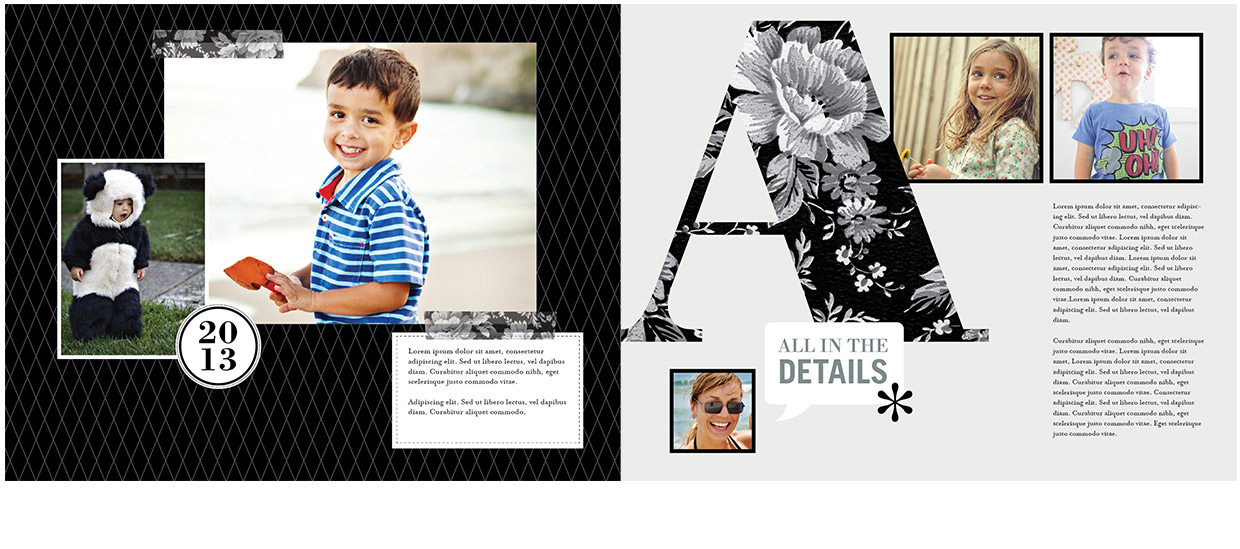 20
13
Lorem ipsum dolor sit amet, consectetur
adipiscing elit. Sed ut libero lectus, vel dapibus
diam. Curabitur aliquet commodo nibh, eget
scelerisque justo commodo vitae.
Adipiscing elit. Sed ut libero lectus, vel dapibus
diam. Curabitur aliquet commodo.
A
ALL IN THE
DETAILS*
UH!
OH!
Lorem ipsum dolor sit amet, consectetur adipisc-
ing elit. Sed ut libero lectus, vel dapibus diam.
Curabitur aliquet commodo nibh, eget scelerisque
justo commodo vitae. Lorem ipsum dolor sit
amet, consectetur adipiscing elit. Sed ut libero
lectus, vel dapibus diam. Lorem ipsum dolor sit
amet, consectetur adipiscing elit. Sed ut libero
lectus, vel dapibus diam. Curabitur aliquet
commodo nibh, eget scelerisque justo commodo
vitae.Lorem ipsum dolor sit amet, consectetur
adipiscing elit. Sed ut libero lectus, vel dapibus
diam.
Curabitur aliquet commodo nibh, eget scelerisque
justo commodo vitae. Lorem ipsum dolor sit
amet, Lorem ipsum dolor sit amet, consectetur
adipiscing elit. Sed ut libero lectus, vel dapibus
diam. Curabitur aliquet commodo nibh, eget
scelerisque justo commodo vitae. Consectetur
adipiscing elit. Sed ut libero lectus, vel dapibus
diam. Curabitur aliquet commodo nibh, eget
scelerisque justo commodo vitae. Eget scelerisque
justo commodo vitae.